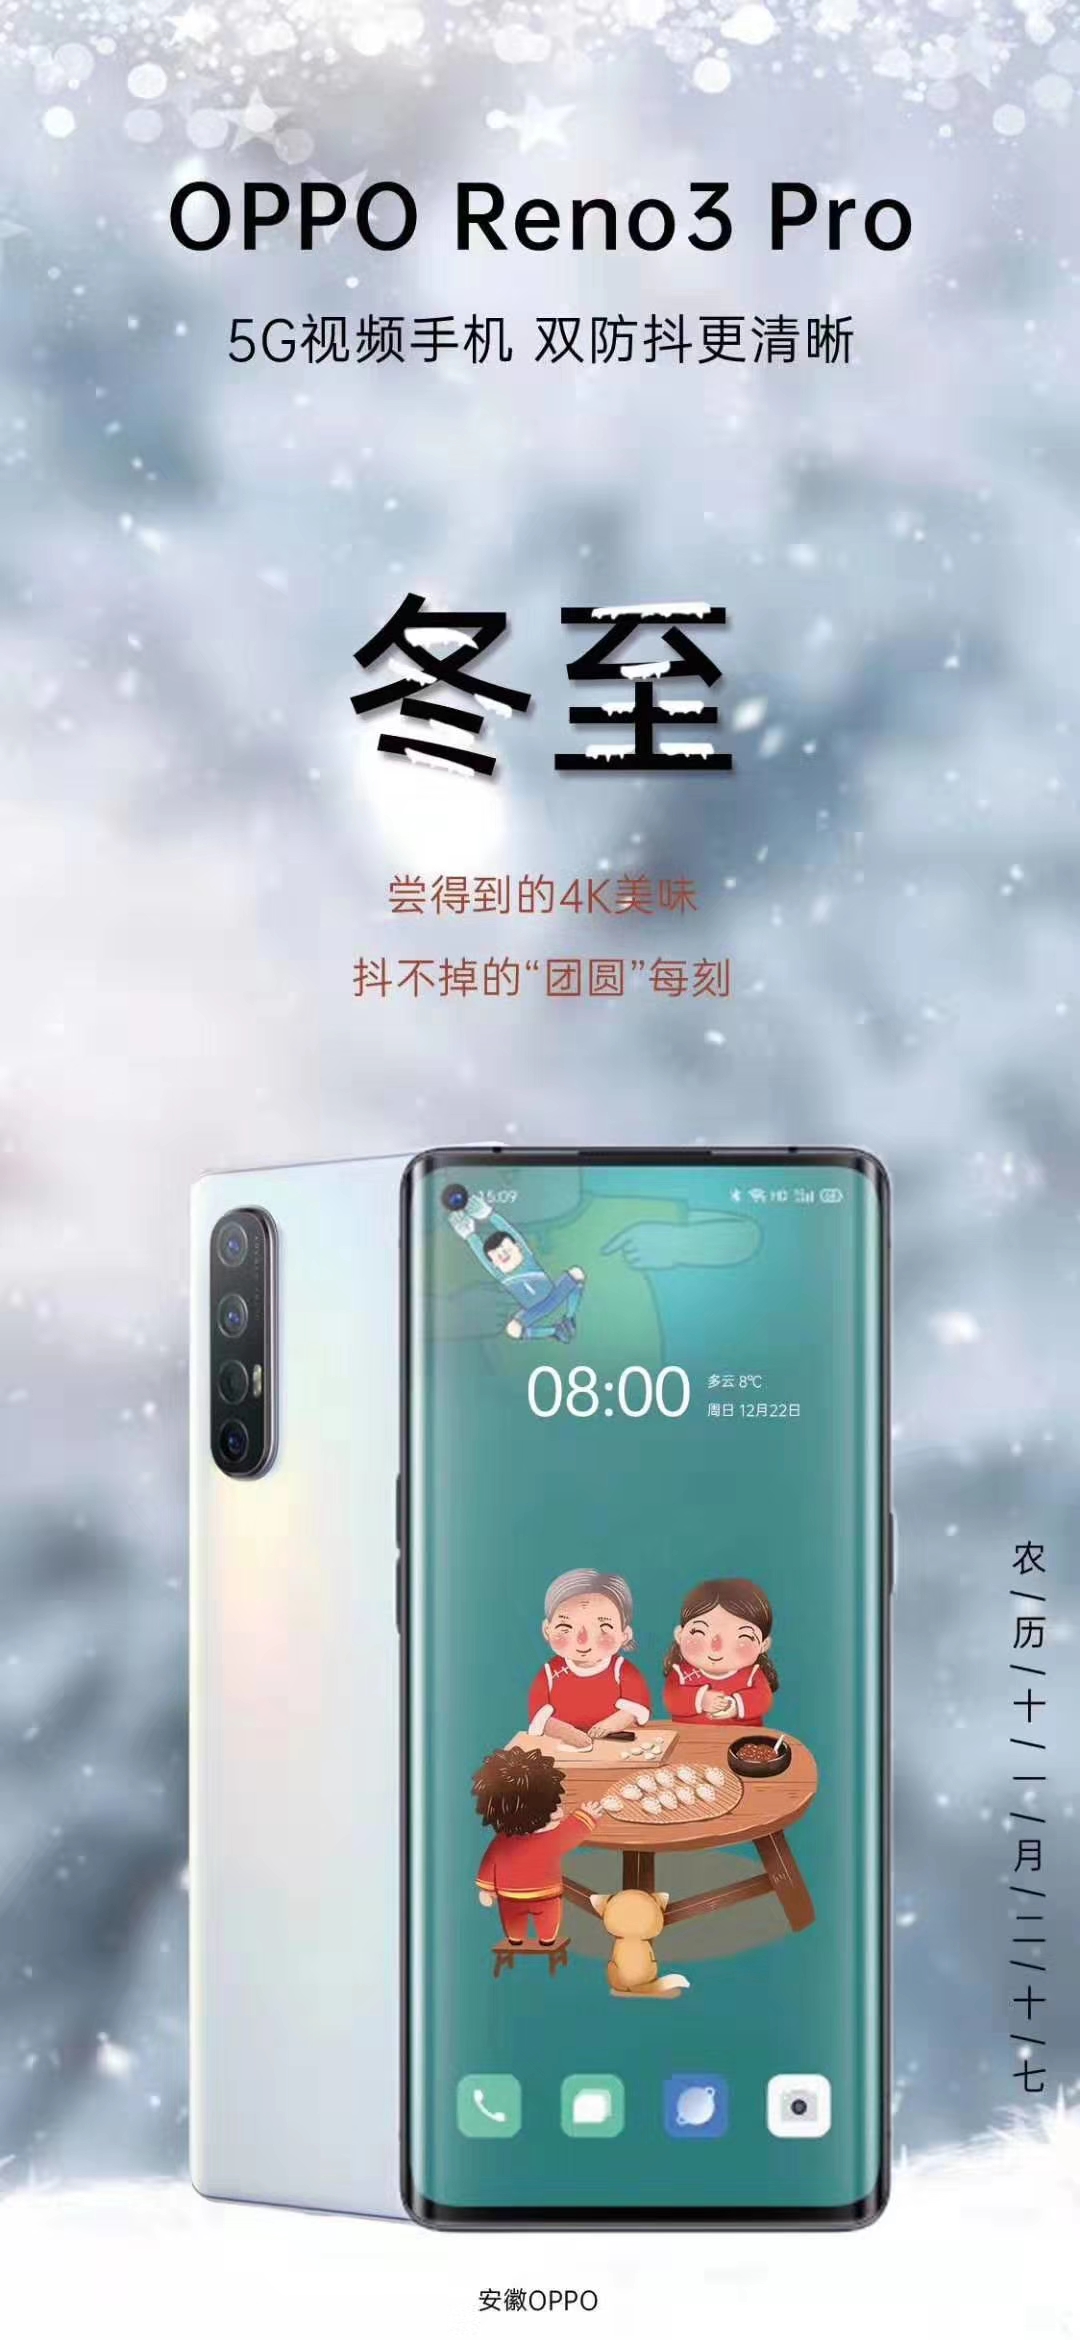 OPPO Reno3 Pro
5G视频手机 双防抖更清晰
冬至
尝得到的4K美味
抖不掉的“团圆”每刻
15:09
HD
08:00
多云 8℃
周日 12月22日
农/历/十/一/月/二/十/七
安徽OPPO